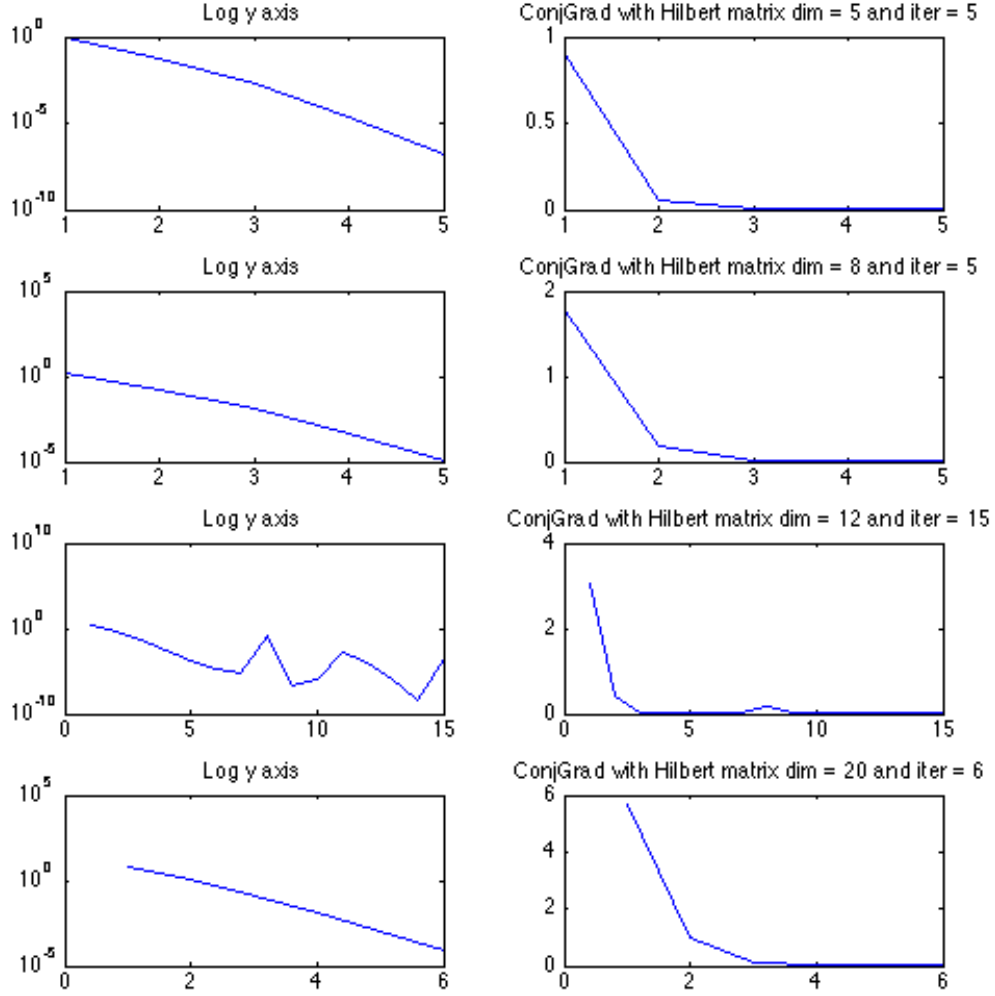 Log y axis
10^0
10^-5
10^-10
1 2 3 4 5
ConjGrad with Hilbert matrix dim = 5 and iter = 5
1
0.5
0
1 2 3 4 5
Log y axis
10^5
10^0
10^-5
1 2 3 4 5
ConjGrad with Hilbert matrix dim = 8 and iter = 5
2
1
0
1 2 3 4 5
Log y axis
10^10
10^0
10^-10
0 5 10 15
ConjGrad with Hilbert matrix dim = 12 and iter = 15
4
2
0
0 5 10 15
Log y axis
10^5
10^0
10^-5
0 2 4 6
ConjGrad with Hilbert matrix dim = 20 and iter = 6
6
4
2
0
0 2 4 6